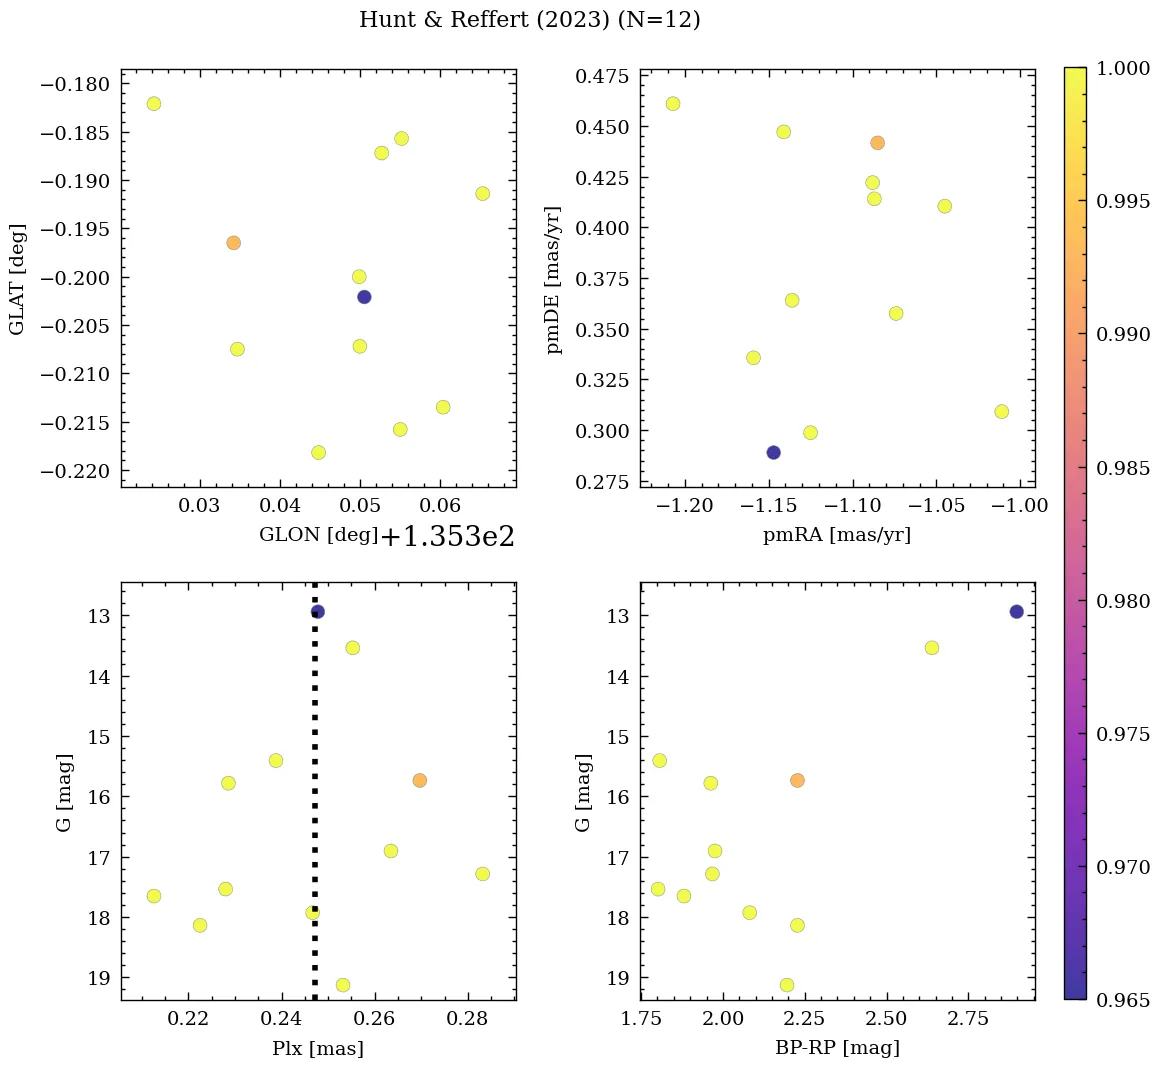 Hunt & Reffert (2023) (N=12)
−0.180
−0.185
−0.190
−0.195
−0.200
−0.205
−0.210
−0.215
−0.220
GLAT [deg]
0.03 0.04 0.05 0.06
GLON [deg]
+1.353e2
0.475
0.450
0.425
0.400
0.375
0.350
0.325
0.300
0.275
pmDE [mas/yr]
−1.20 −1.15 −1.10 −1.05 −1.00
pmRA [mas/yr]
13
14
15
16
17
18
19
G [mag]
0.22 0.24 0.26 0.28
Plx [mas]
13
14
15
16
17
18
19
G [mag]
1.75 2.00 2.25 2.50 2.75
BP-RP [mag]
1.000
0.995
0.990
0.985
0.980
0.975
0.970
0.965